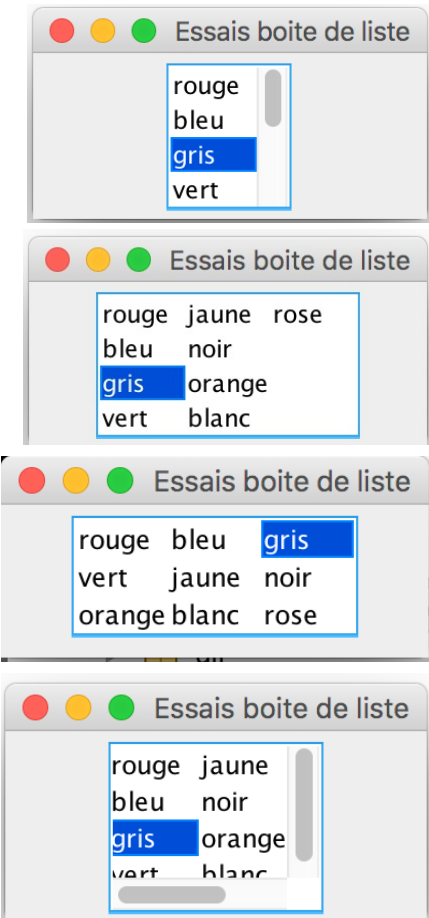 Essais boite de liste
rouge
bleu
gris
vert
Essais boite de liste
rouge jaune rose
bleu noir
gris orange
vert blanc
Essais boite de liste
rouge bleu gris
vert jaune noir
orange blanc rose
Essais boite de liste
rouge jaune
bleu noir
gris orange
vert blanc